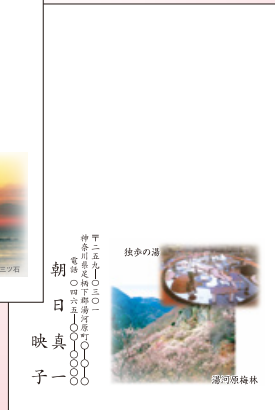 〒二五九―〇三〇一
神奈川県足柄下郡湯河原町〇―〇―〇
電話 〇四六五―〇〇―〇〇〇〇
朝日 真一
映子
独歩の湯
湯河原梅林
三ツ石